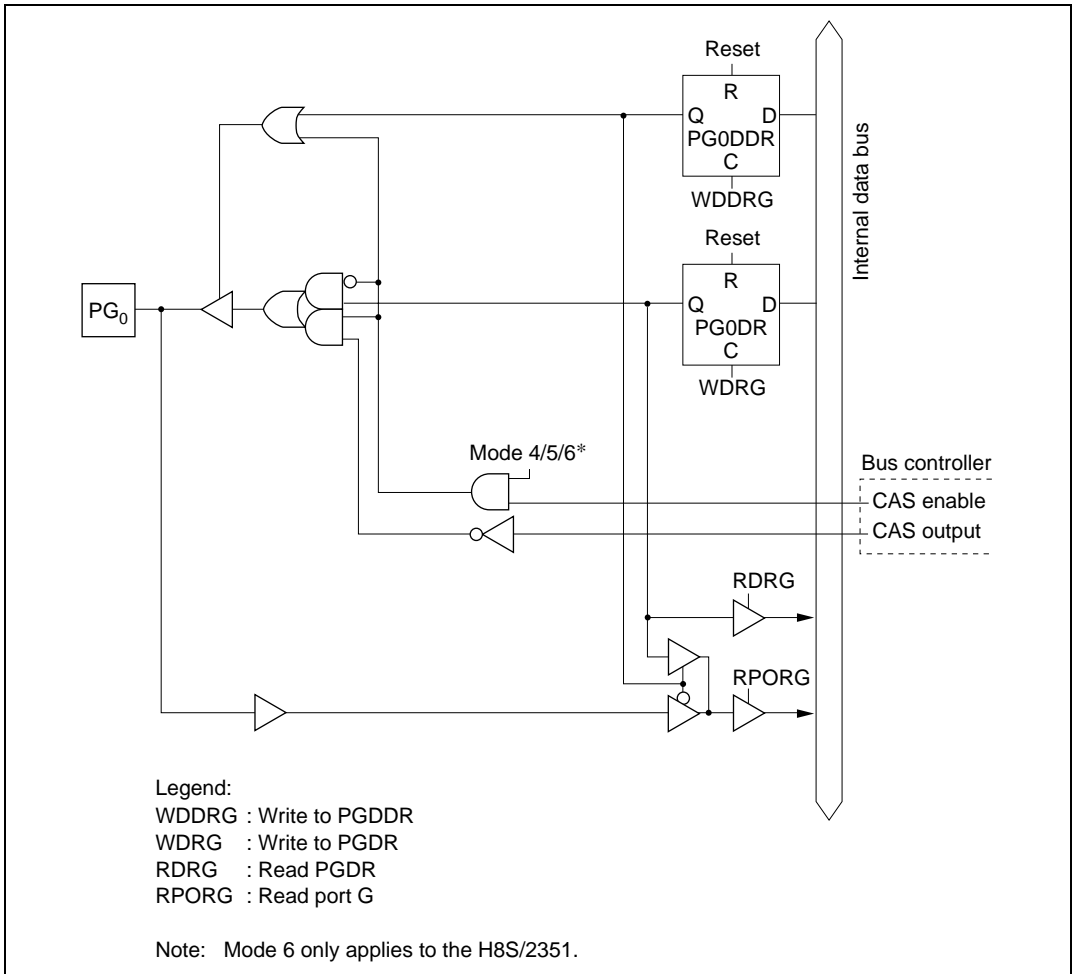 Reset
R
Q D
PG0DDR
C
WDDRG
Internal data bus
Reset
R
Q D
PG0DR
C
WDRG
PG0
Mode 4/5/6*
Bus controller
CAS enable
CAS output
RDRG
RPORG
Legend:
WDDRG : Write to PGDDR
WDRG : Write to PGDR
RDRG : Read PGDR
RPORG : Read port G
Note: Mode 6 only applies to the H8S/2351.